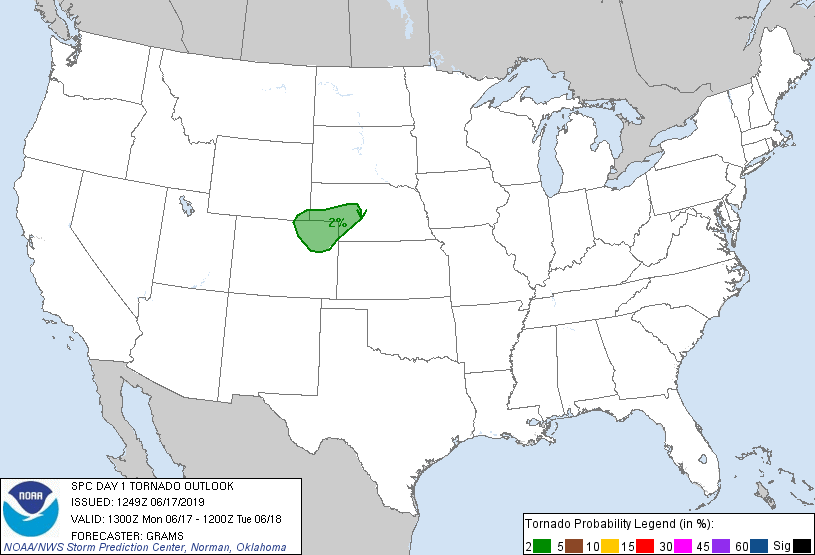 2%
NOAA
SPC DAY 1 TORNADO OUTLOOK
ISSUED: 1249Z 06/17/2019
VALID: 1300Z Mon 06/17 - 1200Z Tue 06/18
FORECASTER: GRAMS
NOAA/NWS Storm Prediction Center, Norman, Oklahoma
Tornado Probability Legend (in %):
2 5 10 15 30 45 60 Sig